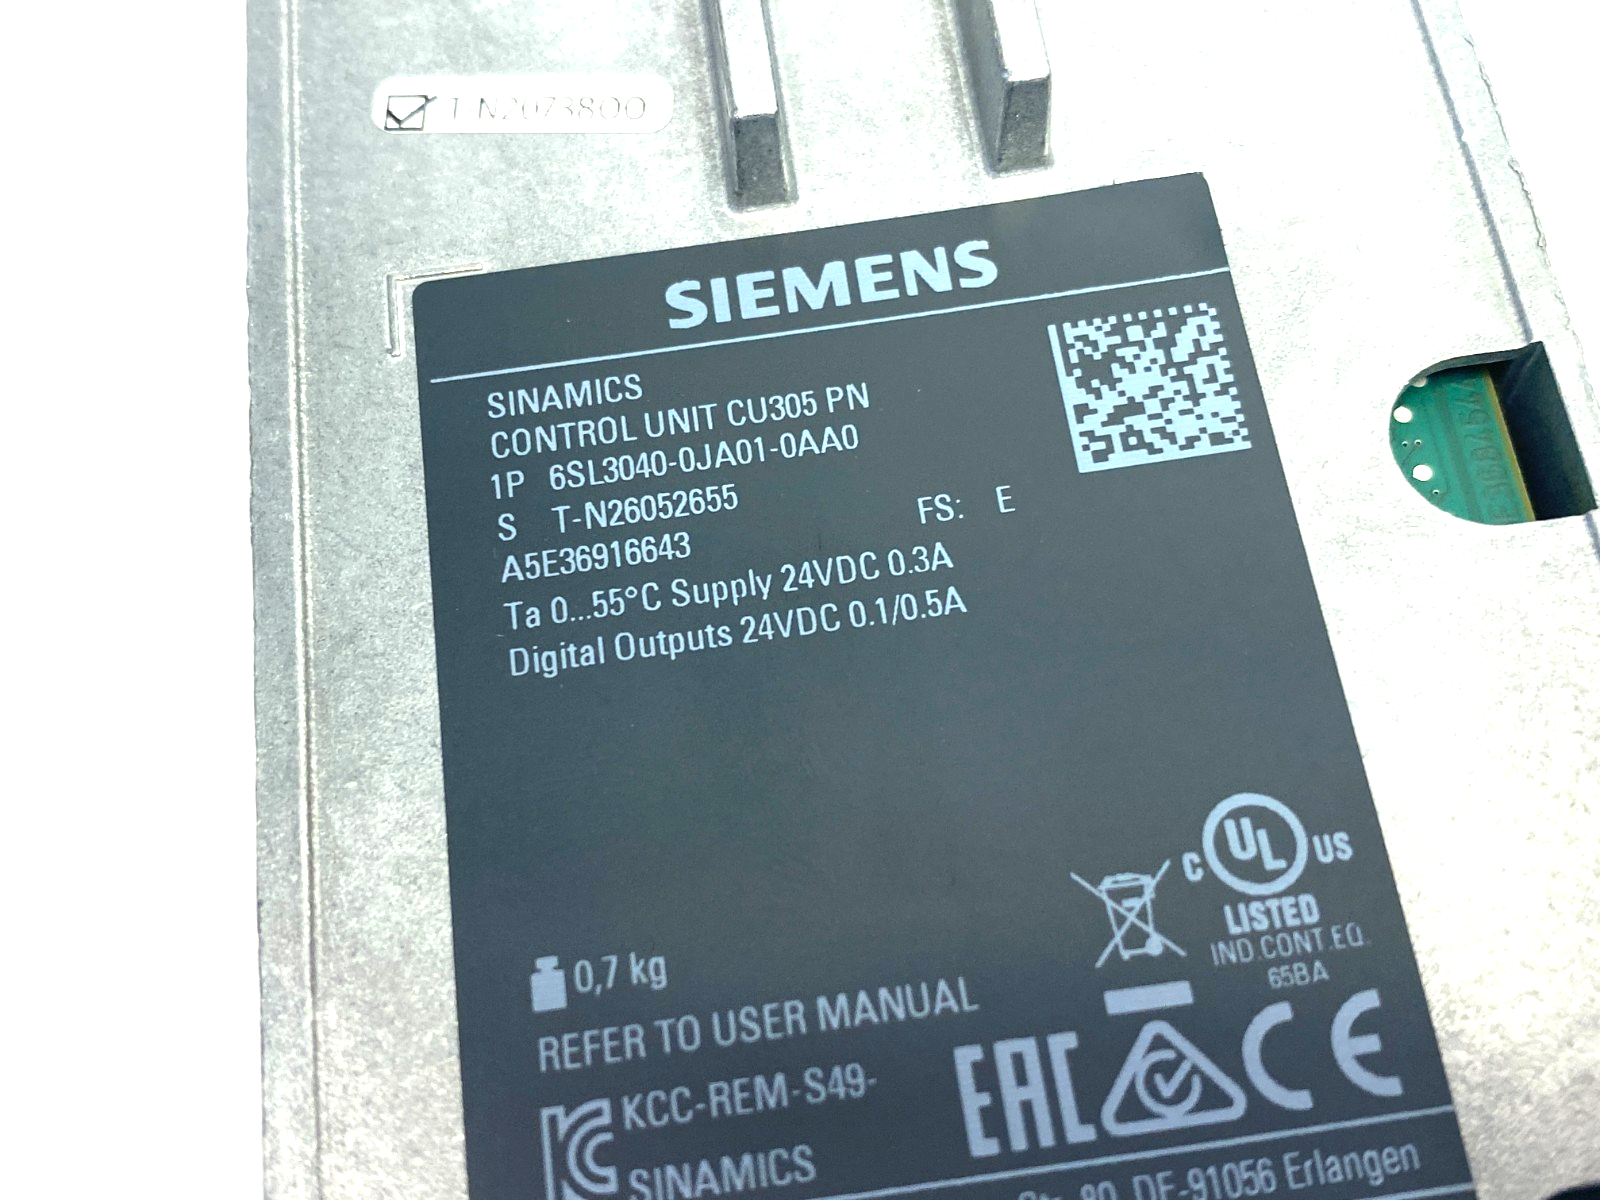 T N2073800
SIEMENS
SINAMICS
CONTROL UNIT CU305 PN
1P 6SL3040-0JA01-0AA0
S T-N26052655
FS: E
A5E36916643
Ta 0...55°C Supply 24VDC 0.3A
Digital Outputs 24VDC 0.1/0.5A
C UL US
LISTED
IND.CONT.EQ.
65BA
0,7 kg
REFER TO USER MANUAL
EAC CE
KCC-REM-S49-
SINAMICS
80, DE-91056 Erlangen